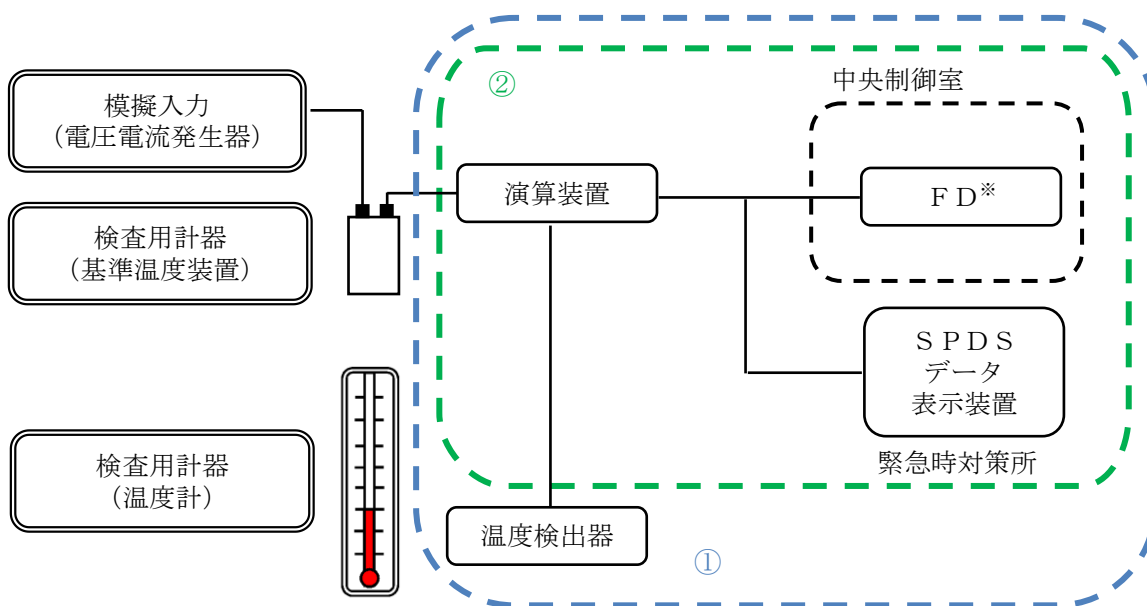 模擬入力
（電圧電流発生器）
検査用計器
（基準温度装置）
検査用計器
（温度計）
②
中央制御室
演算装置
ＦＤ※
ＳＰＤＳ
データ
表示装置
緊急時対策所
温度検出器
①